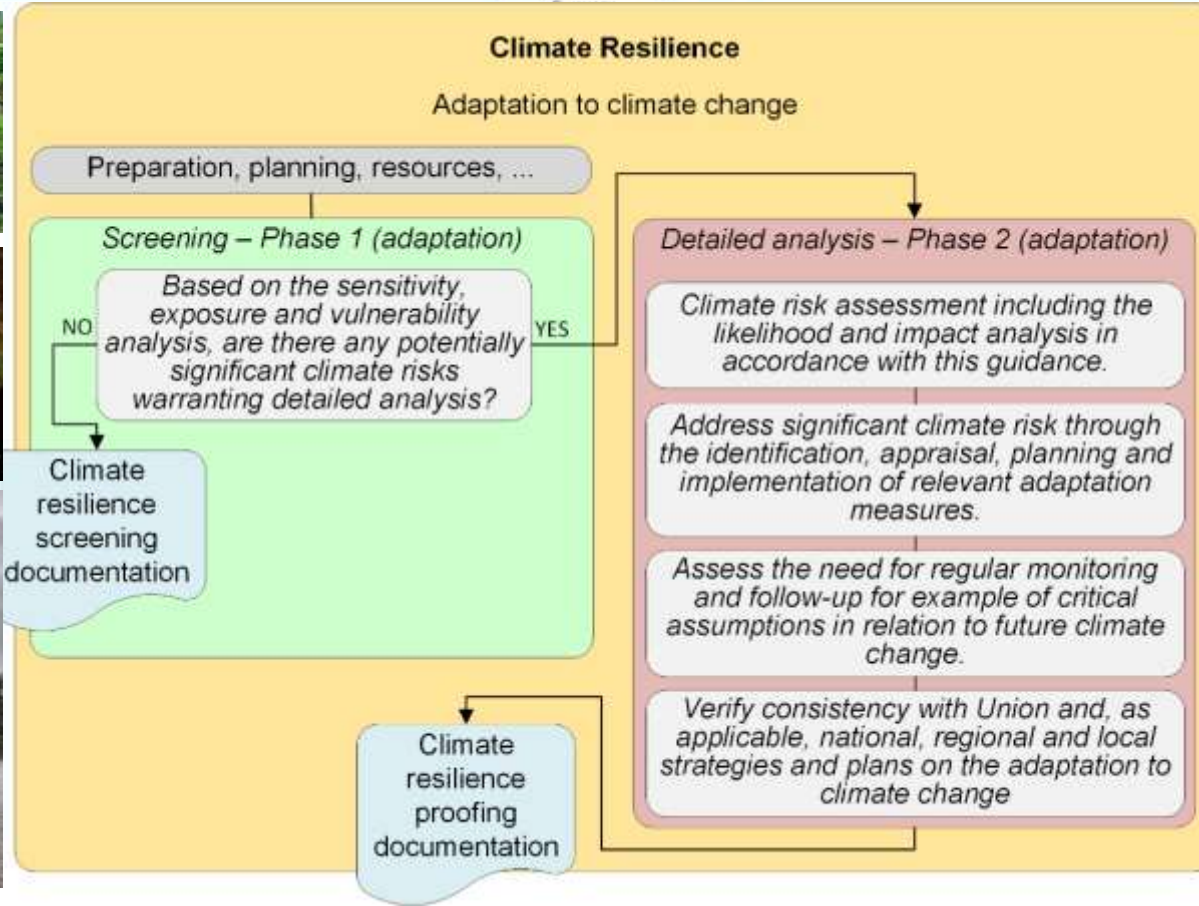 Climate Resilience
Adaptation to climate change
Preparation, planning, resources, ...
Screening – Phase 1 (adaptation)
Based on the sensitivity,
exposure and vulnerability
analysis, are there any potentially
significant climate risks
warranting detailed analysis?
NO
YES
Climate
resilience
screening
documentation
Detailed analysis – Phase 2 (adaptation)
Climate risk assessment including the
likelihood and impact analysis in
accordance with this guidance.
Address significant climate risk through
the identification, appraisal, planning and
implementation of relevant adaptation
measures.
Assess the need for regular monitoring
and follow-up for example of critical
assumptions in relation to future climate
change.
Verify consistency with Union and, as
applicable, national, regional and local
strategies and plans on the adaptation to
climate change
Climate
resilience
proofing
documentation